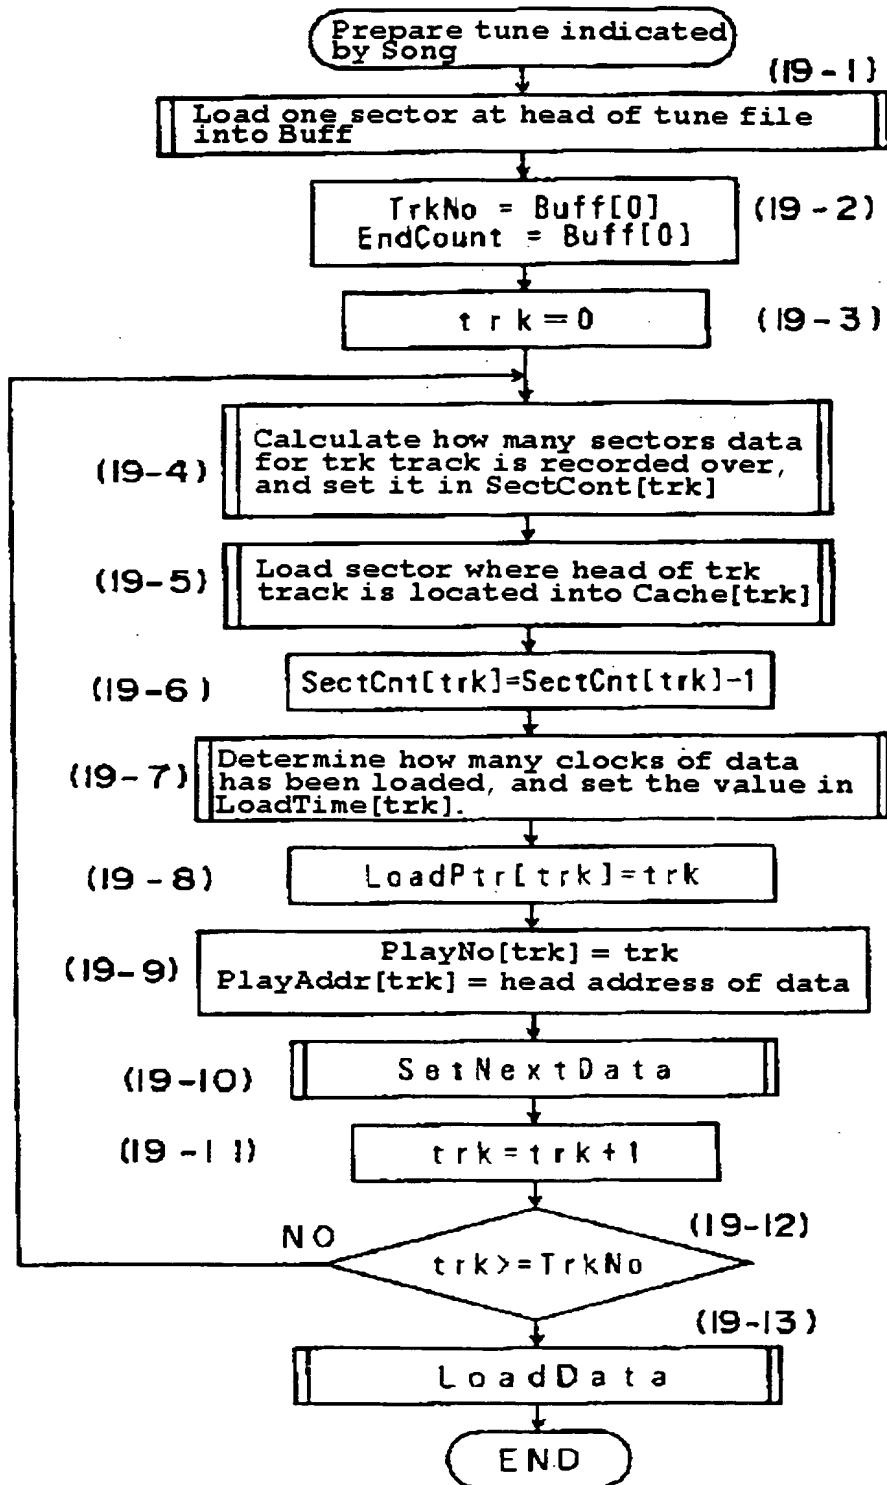 Prepare tune indicated
by Song
(19-1)
Load one sector at head of tune file
into Buff
TrkNo = Buff[0]
EndCount = Buff[0]
(19-2)
trk=0
(19-3)
Calculate how many sectors data
for trk track is recorded over,
and set it in SectCont[trk]
(19-4)
Load sector where head of trk
track is located into Cache[trk]
(19-5)
SectCnt[trk]=SectCnt[trk]-1
(19-6)
Determine how many clocks of data
has been loaded, and set the value in
LoadTime[trk].
(19-7)
LoadPtr[trk]=trk
(19-8)
PlayNo[trk] = trk
PlayAddr[trk] = head address of data
(19-9)
SetNextData
(19-10)
trk=trk+1
(19-11)
NO
trk>=TrkNo
(19-12)
(19-13)
LoadData
END